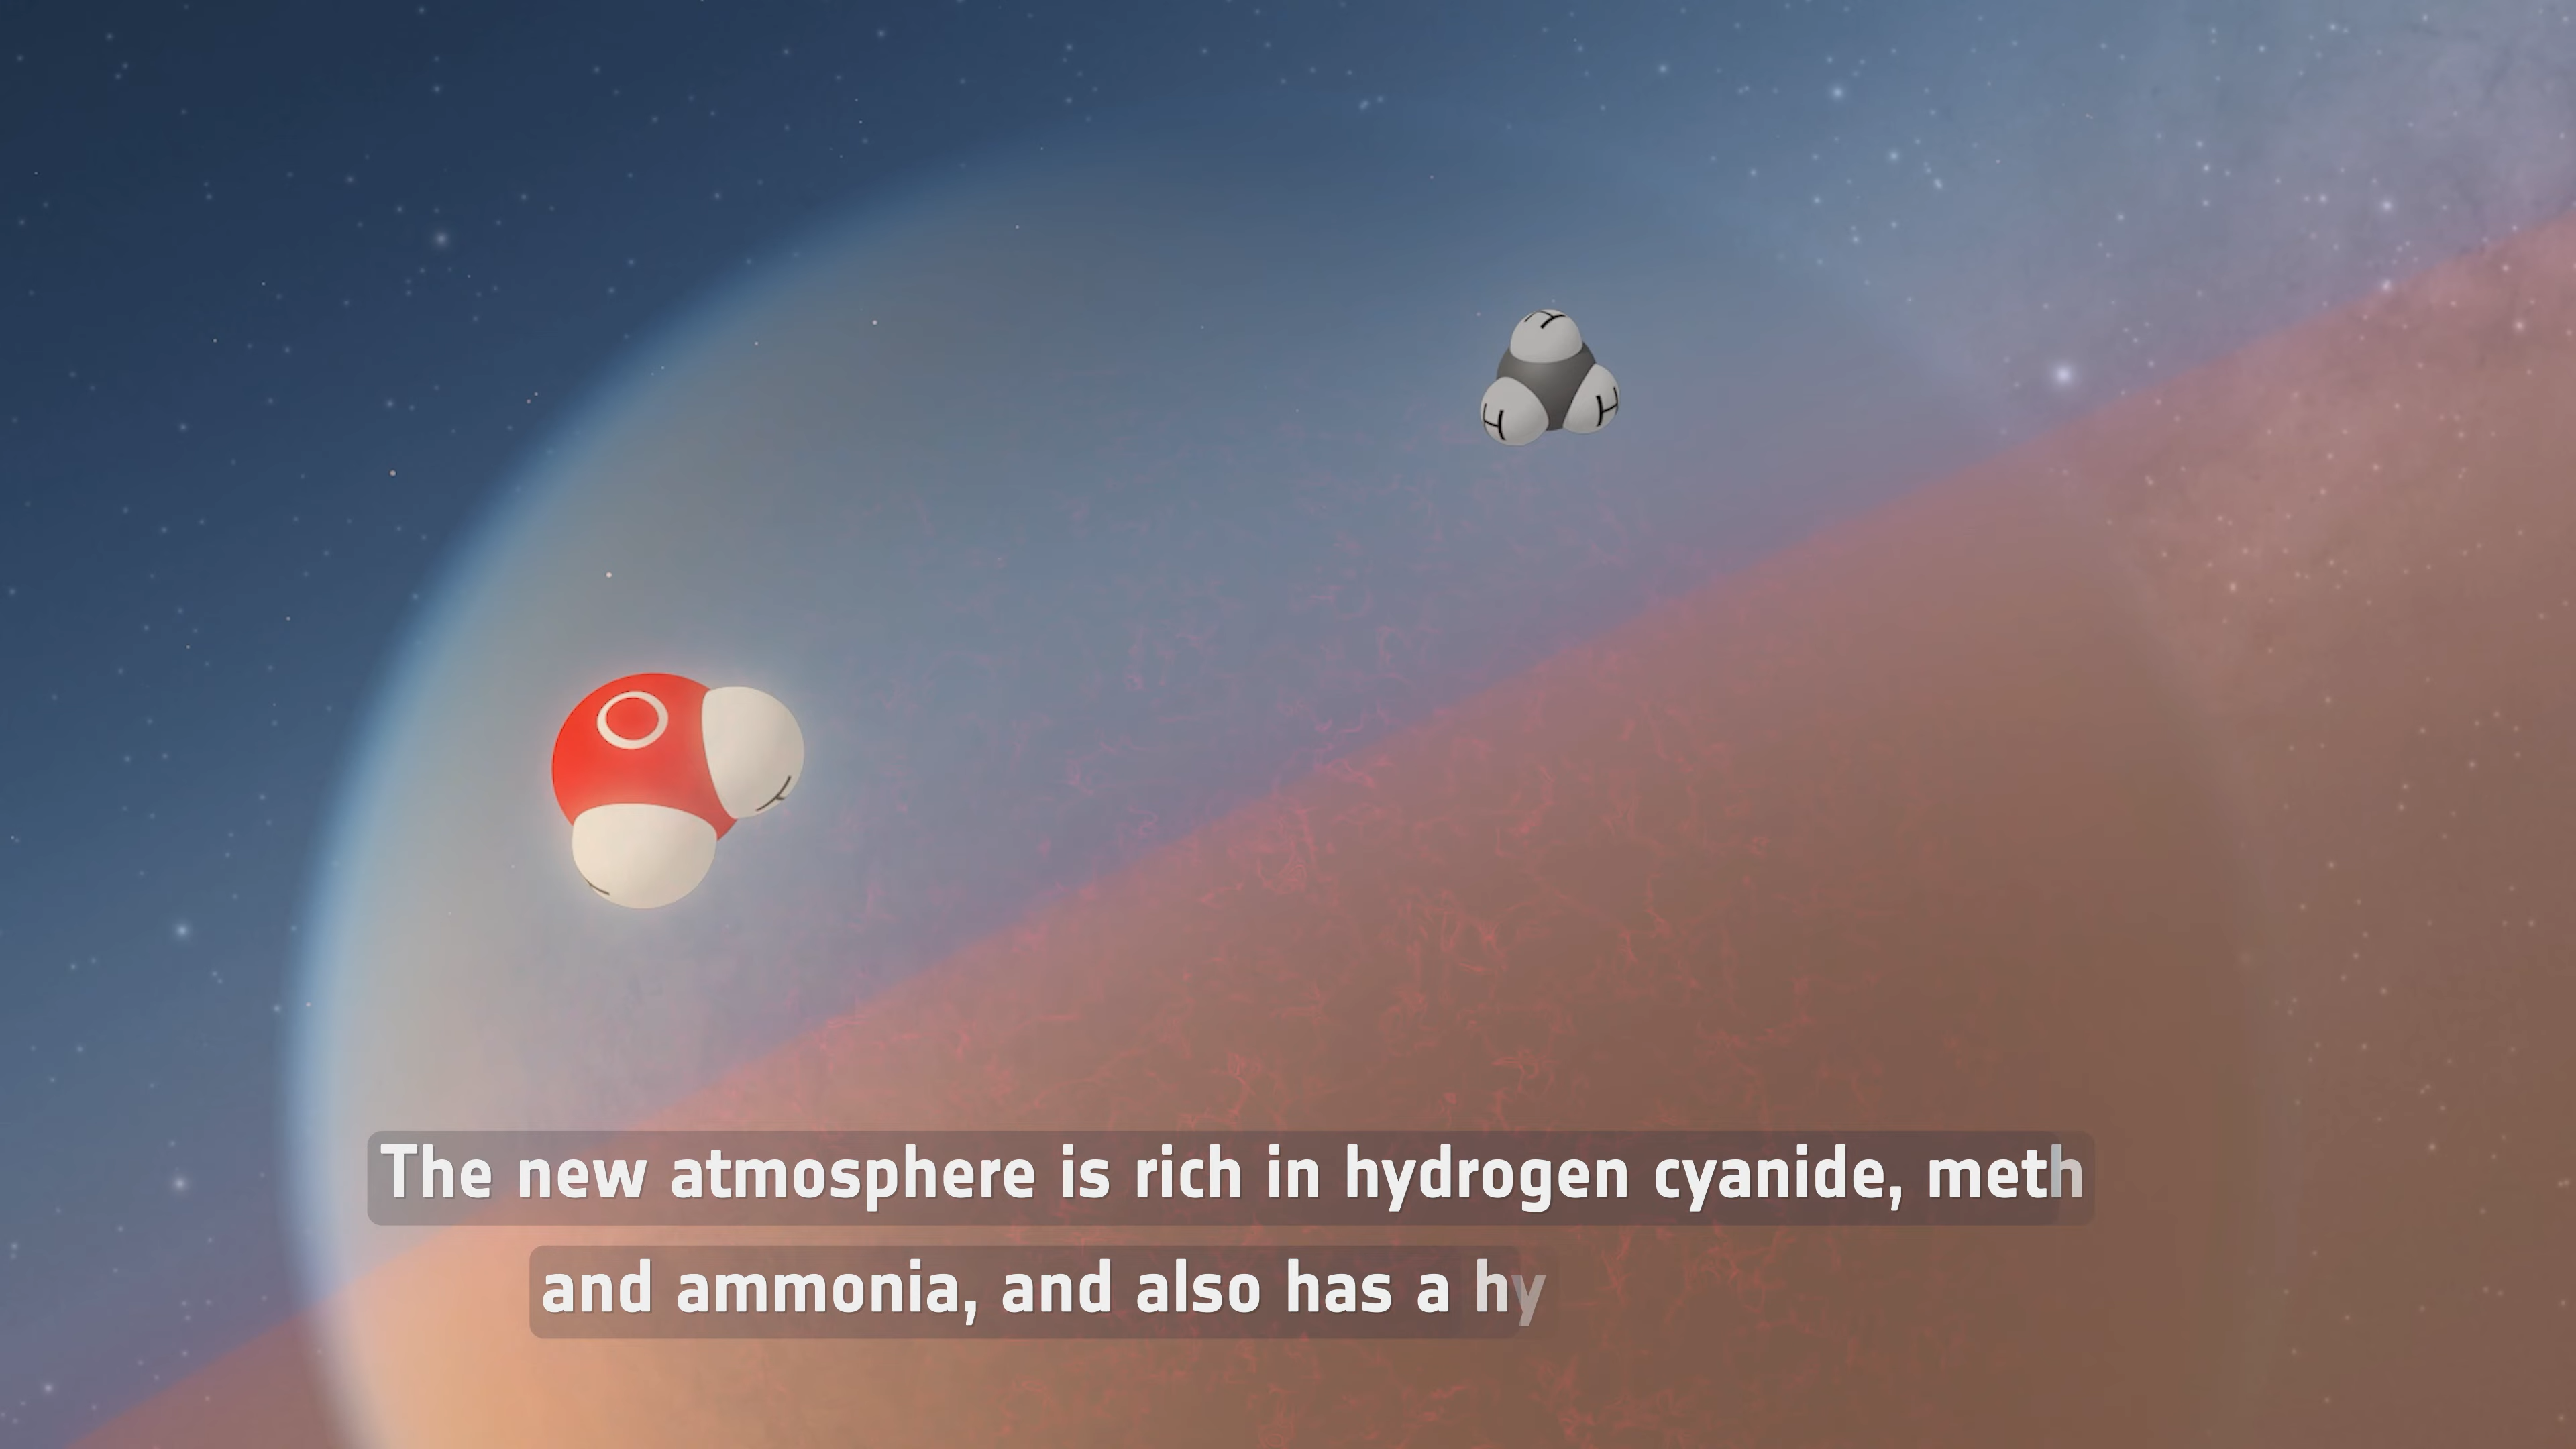 H
H
H
O
H
The new atmosphere is rich in hydrogen cyanide, meth
and ammonia, and also has a hy